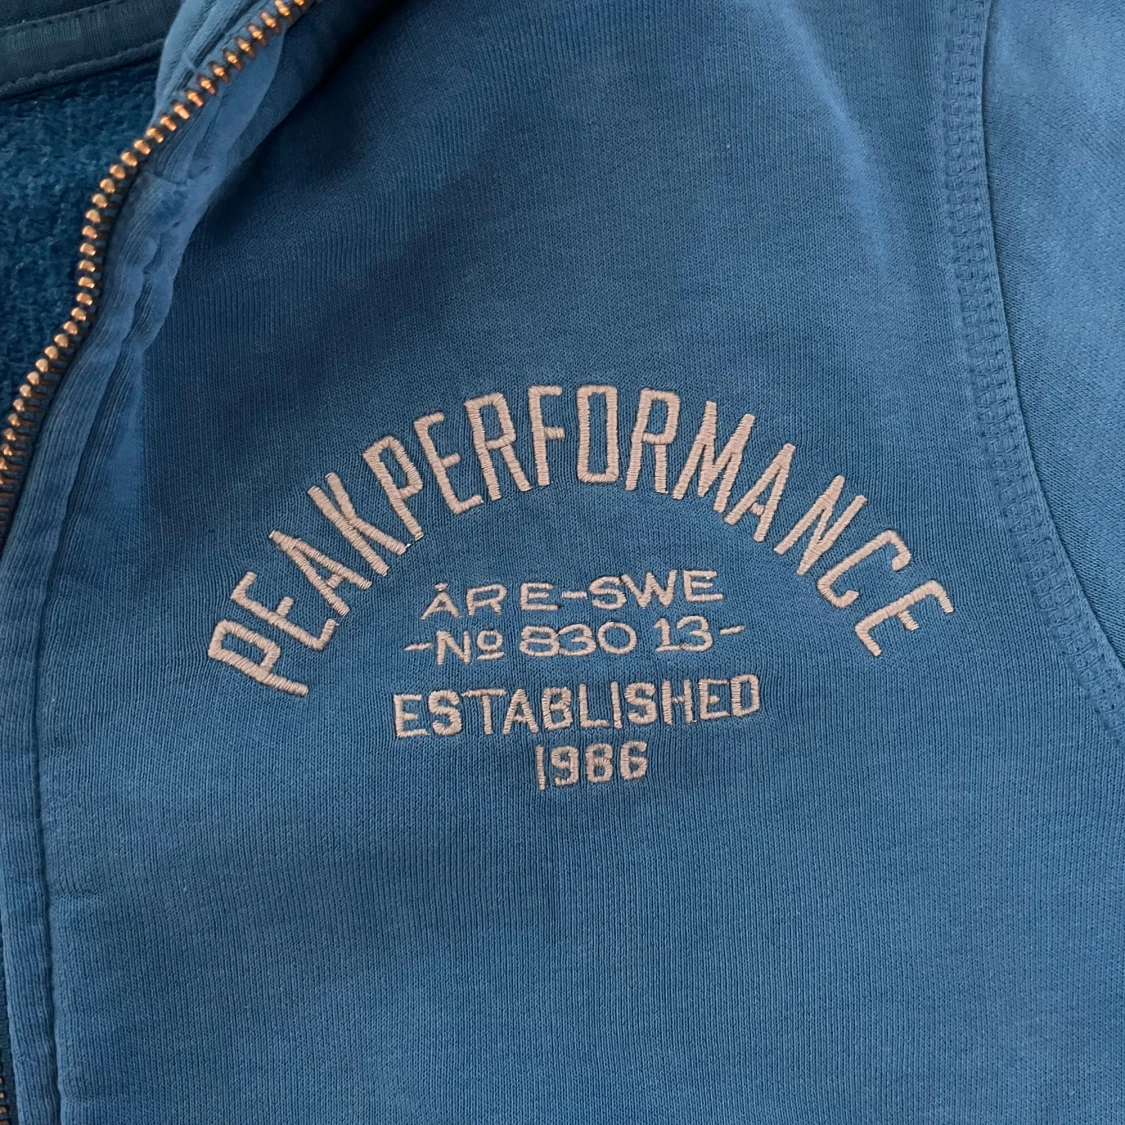 PEAKPERFORMANCE
ÅRE-SWE
-No 830 13-
ESTABLISHED
1986